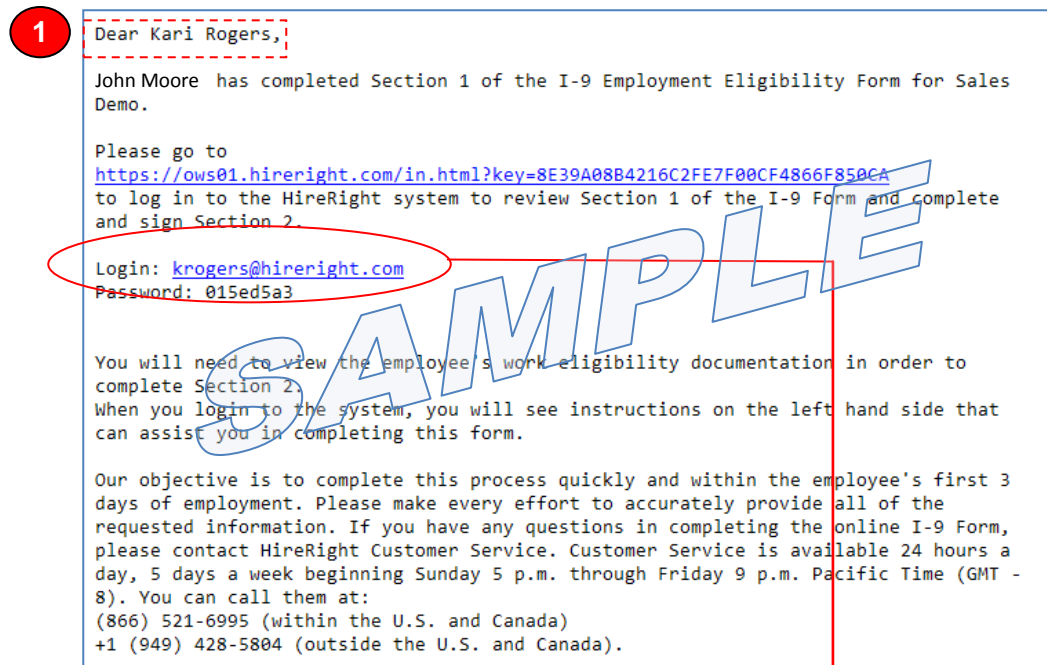 1
Dear Kari Rogers,
John Moore has completed Section 1 of the I-9 Employment Eligibility Form for Sales
Demo.
Please go to
https://ows01.hireright.com/in.html?key=8E39A08B4216C2FE7F00CF4866F850CA
to log in to the HireRight system to review Section 1 of the I-9 Form and complete
and sign Section 2.
Login: krogers@hireright.com
Password: 015ed5a3
SAMPLE
You will need to view the employee's work eligibility documentation in order to
complete Section 2.
When you login to the system, you will see instructions on the left hand side that
can assist you in completing this form.
Our objective is to complete this process quickly and within the employee's first 3
days of employment. Please make every effort to accurately provide all of the
requested information. If you have any questions in completing the online I-9 Form,
please contact HireRight Customer Service. Customer Service is available 24 hours a
day, 5 days a week beginning Sunday 5 p.m. through Friday 9 p.m. Pacific Time (GMT -
8). You can call them at:
(866) 521-6995 (within the U.S. and Canada)
+1 (949) 428-5804 (outside the U.S. and Canada).